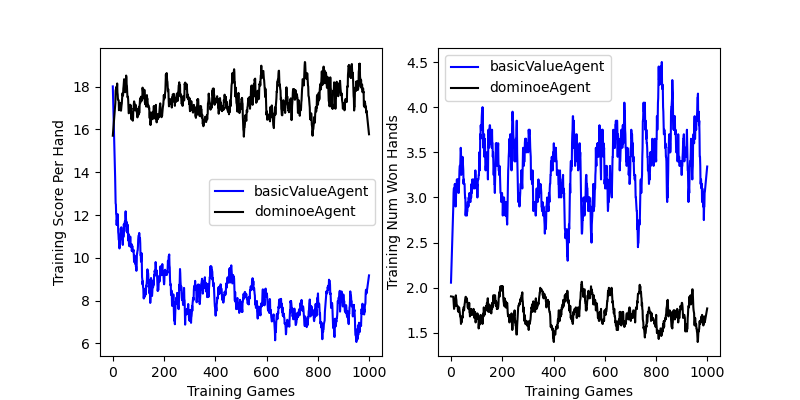 Training Score Per Hand
18
16
14
12
10
8
6
basicValueAgent
dominoeAgent
0 200 400 600 800 1000
Training Games
Training Num Won Hands
4.5
4.0
3.5
3.0
2.5
2.0
1.5
basicValueAgent
dominoeAgent
0 200 400 600 800 1000
Training Games